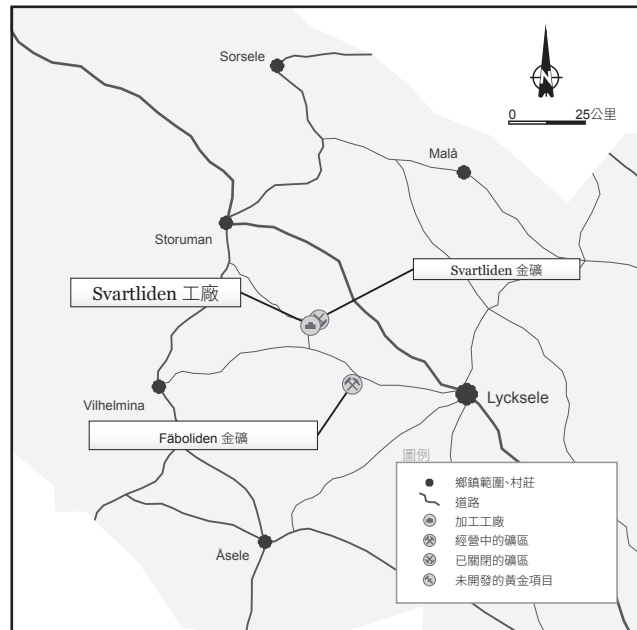 Sorsele
N
0 25公里
Malå
Storuman
Svartliden 金礦
Svartliden 工廠
Vilhelmina
Lycksele
Fäboliden 金礦
圖例
鄉鎮範圍、村莊
道路
加工工廠
經營中的礦區
已關閉的礦區
未開發的黃金項目
Åsele